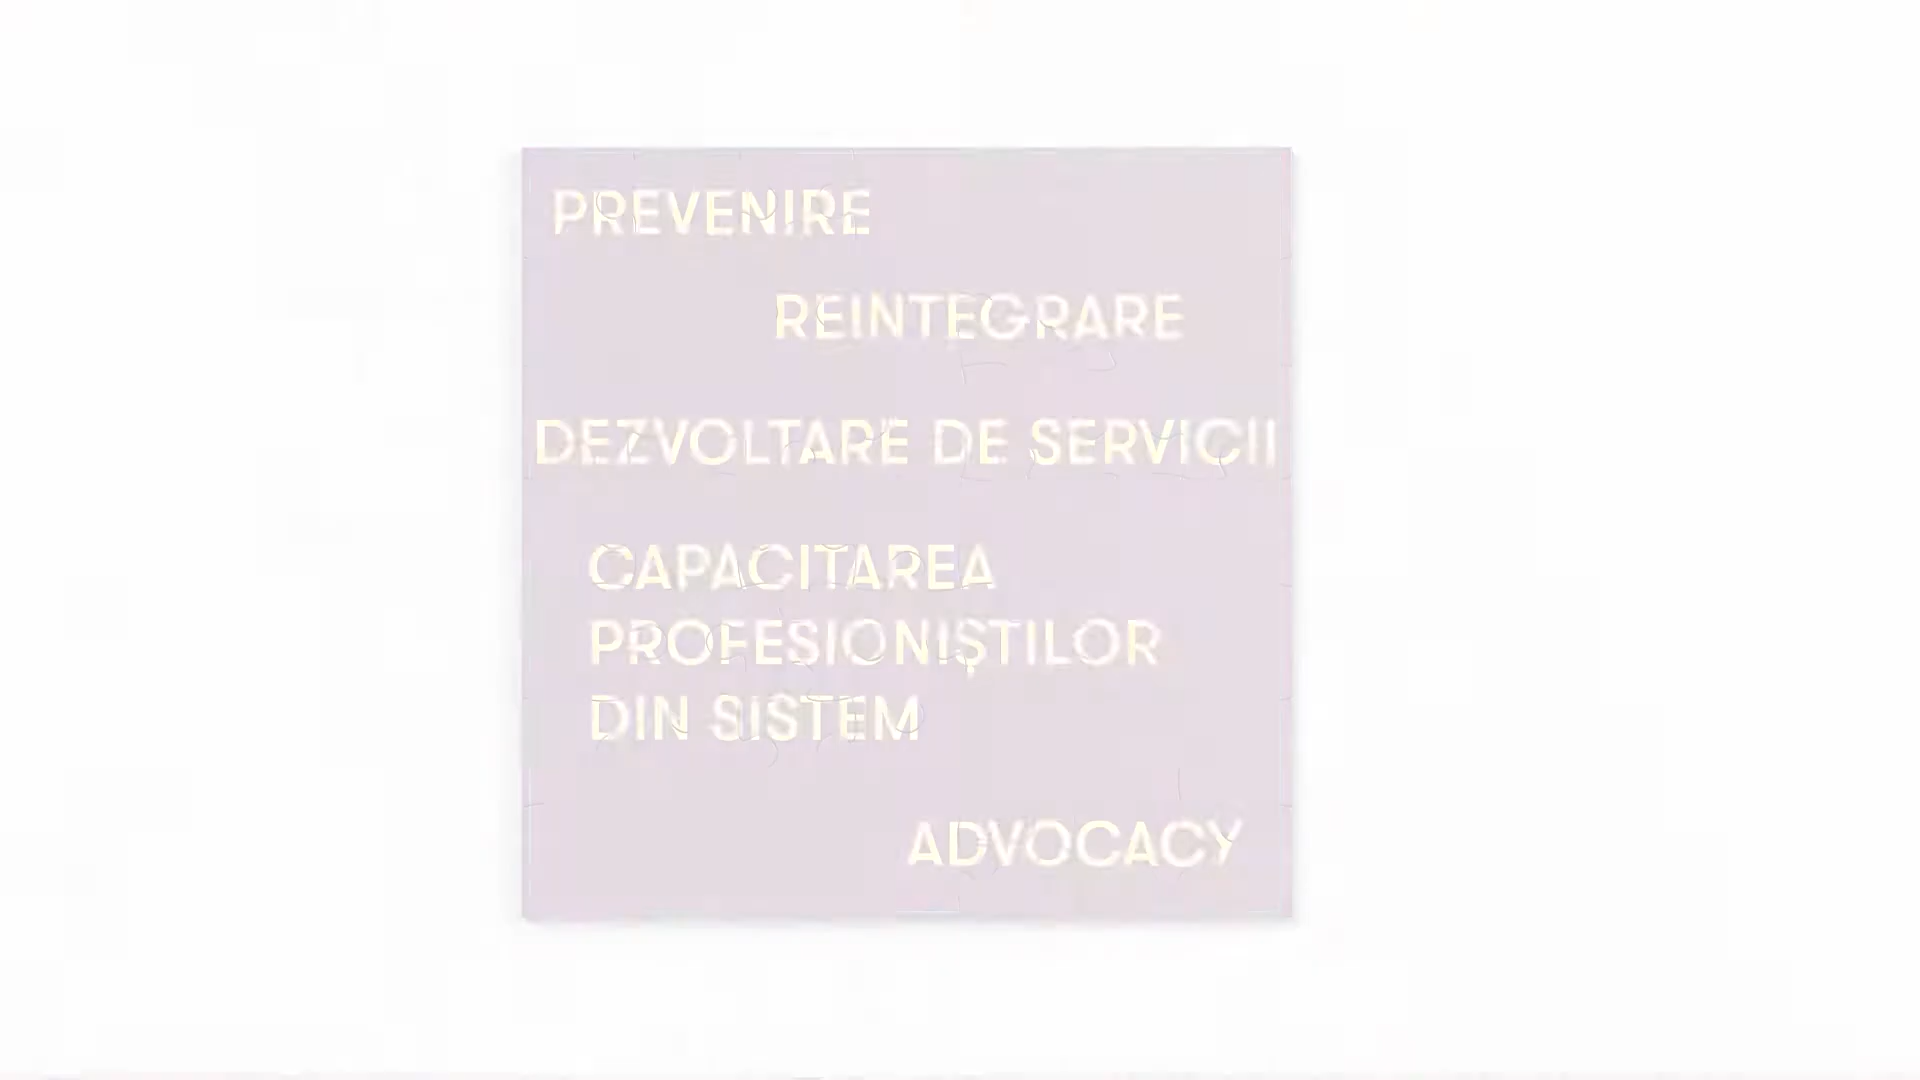 PREVENIRE
REINTEGRARE
DEZVOLTARE DE SERVICII
CAPACITAREA
PROFESIONIȘTILOR
DIN SISTEM
ADVOCACY